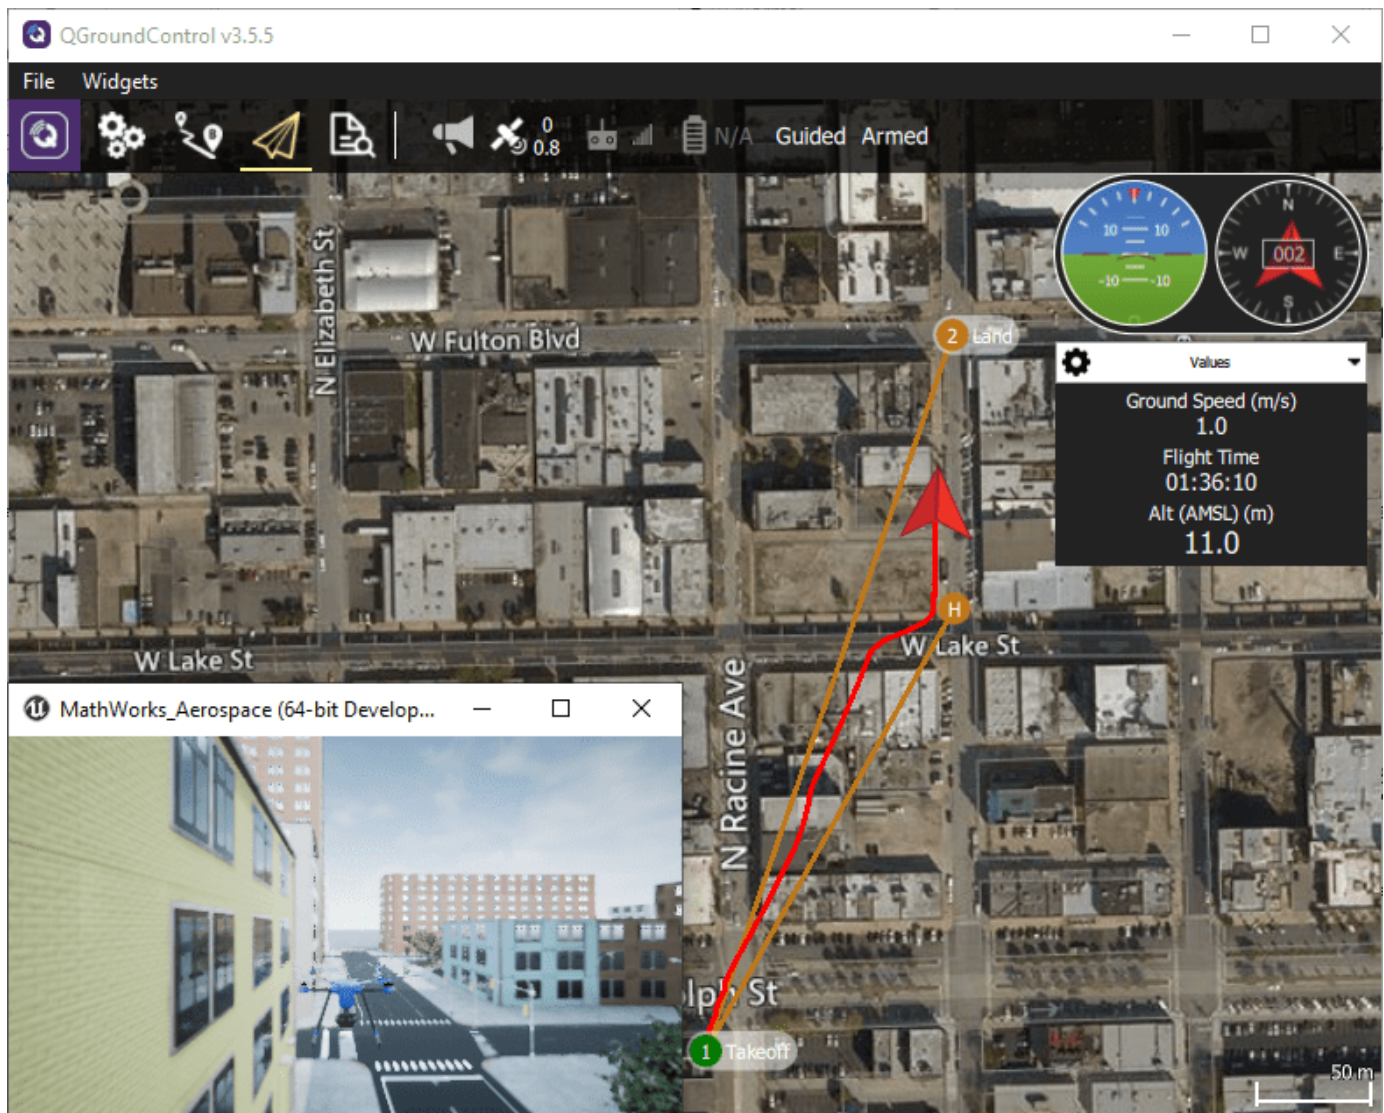 QGroundControl v3.5.5
File Widgets
0
0.8
N/A Guided Armed
N
W 002 E
S
10 10
-10 -10
N Elizabeth St
W Fulton Blvd
2 Land
Values
Ground Speed (m/s)
1.0
Flight Time
01:36:10
Alt (AMSL) (m)
11.0
H
W Lake St
W Lake St
N Racine Ave
MathWorks_Aerospace (64-bit Develop...
lph St
1 Takeoff
50 m